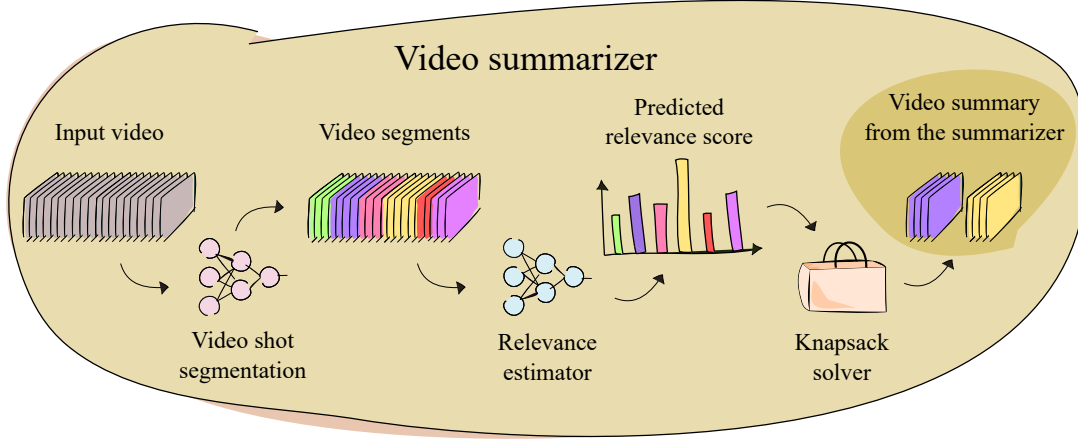 Video summarizer
Input video
Video segments
Predicted
relevance score
Video summary
from the summarizer
Video shot
segmentation
Relevance
estimator
Knapsack
solver